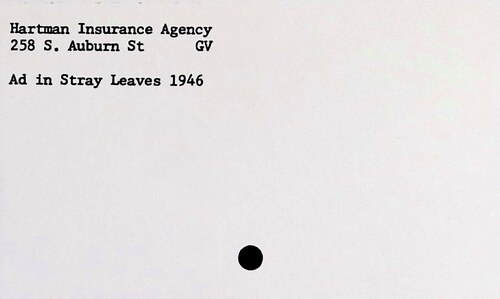 Hartman Insurance Agency
258 S. Auburn St GV
Ad in Stray Leaves 1946